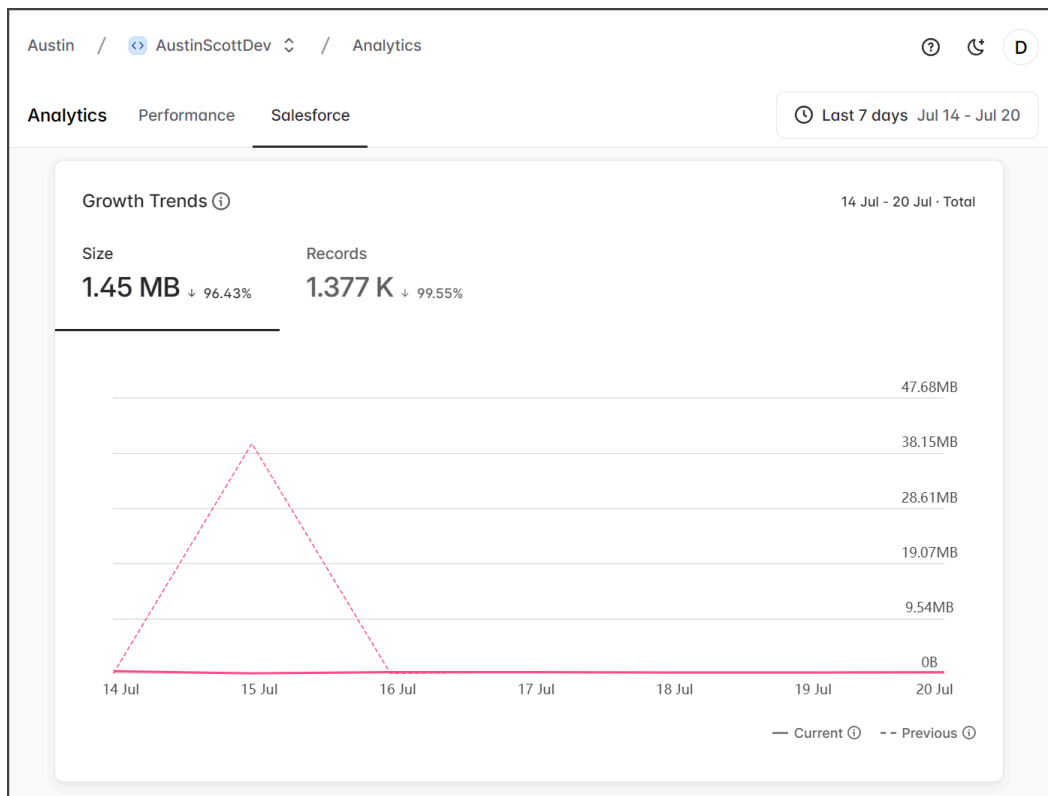 Austin / AustinScottDev / Analytics D
Analytics Performance Salesforce Last 7 days Jul 14 - Jul 20
Growth Trends 14 Jul - 20 Jul · Total
Size Records
1.45 MB ↓ 96.43% 1.377 K ↓ 99.55%
47.68MB
38.15MB
28.61MB
19.07MB
9.54MB
0B
14 Jul 15 Jul 16 Jul 17 Jul 18 Jul 19 Jul 20 Jul
Current Previous